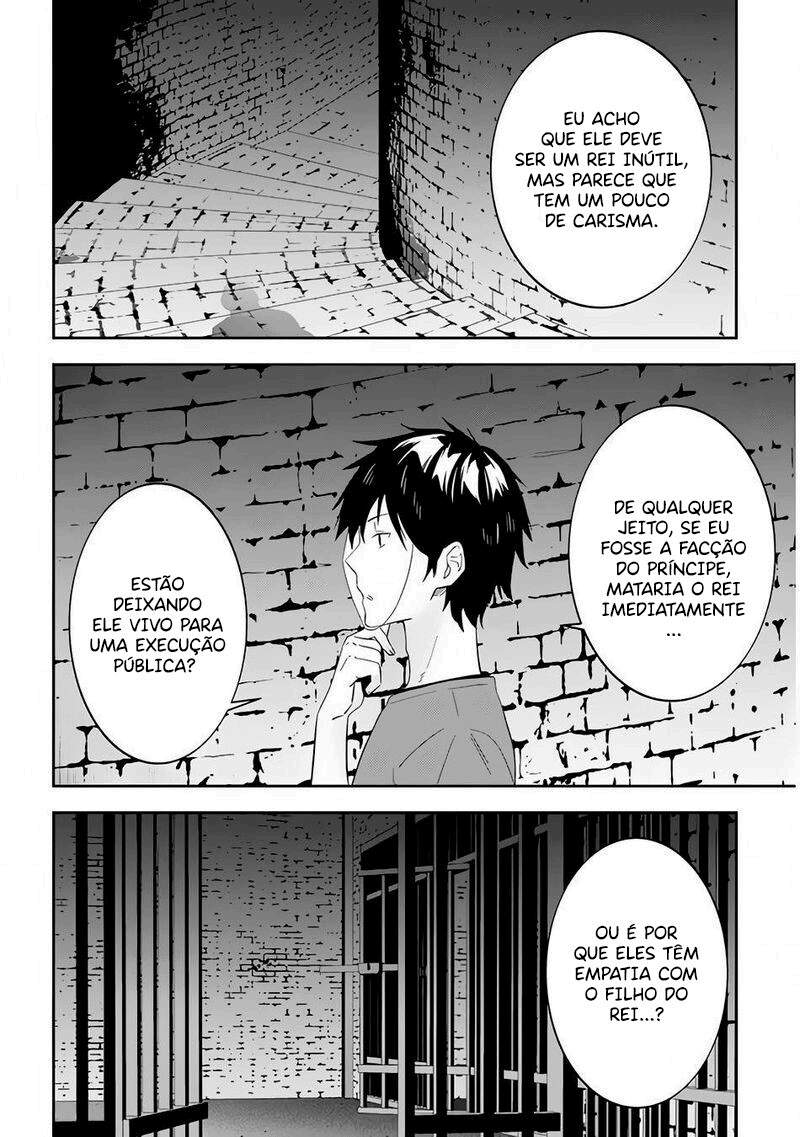 EU ACHO
QUE ELE DEVE
SER UM REI INÚTIL,
MAS PARECE QUE
TEM UM POUCO
DE CARISMA.
DE QUALQUER
JEITO, SE EU
FOSSE A FACÇÃO
DO PRÍNCIPE,
MATARIA O REI
IMEDIATAMENTE
...
ESTÃO
DEIXANDO
ELE VIVO PARA
UMA EXECUÇÃO
PÚBLICA?
OU É POR
QUE ELES TÊM
EMPATIA COM
O FILHO DO
REI...?